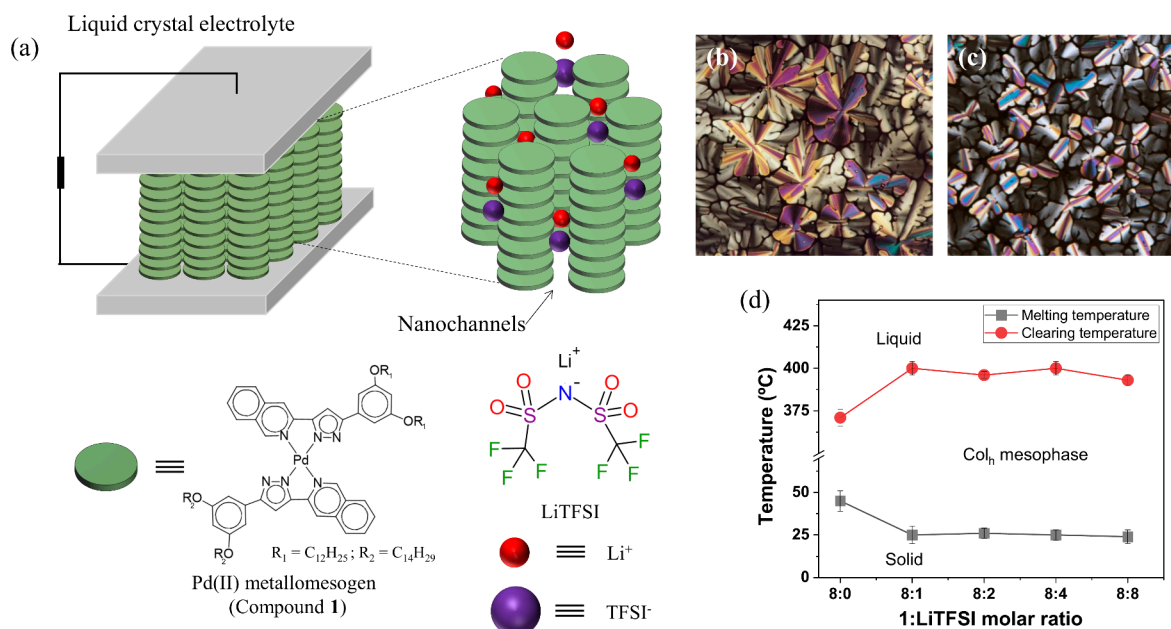 Liquid crystal electrolyte
(a)
Nanochannels
(b)
(c)
OR₁
OR₁
N
N
N
Pd
N
N
N
R₂O
R₂O
R₁ = C₁₂H₂₅ ; R₂ = C₁₄H₂₉
Pd(II) metallomesogen
(Compound 1)
Li⁺
O
N⁻
O
S
S
O
O
F
F
F
F
F
F
LiTFSI
Li⁺
TFSI⁻
(d)
Melting temperature
Clearing temperature
Liquid
Colₕ mesophase
Solid
Temperature (ºC)
425
400
375
50
25
0
8:0
8:1
8:2
8:4
8:8
1:LiTFSI molar ratio